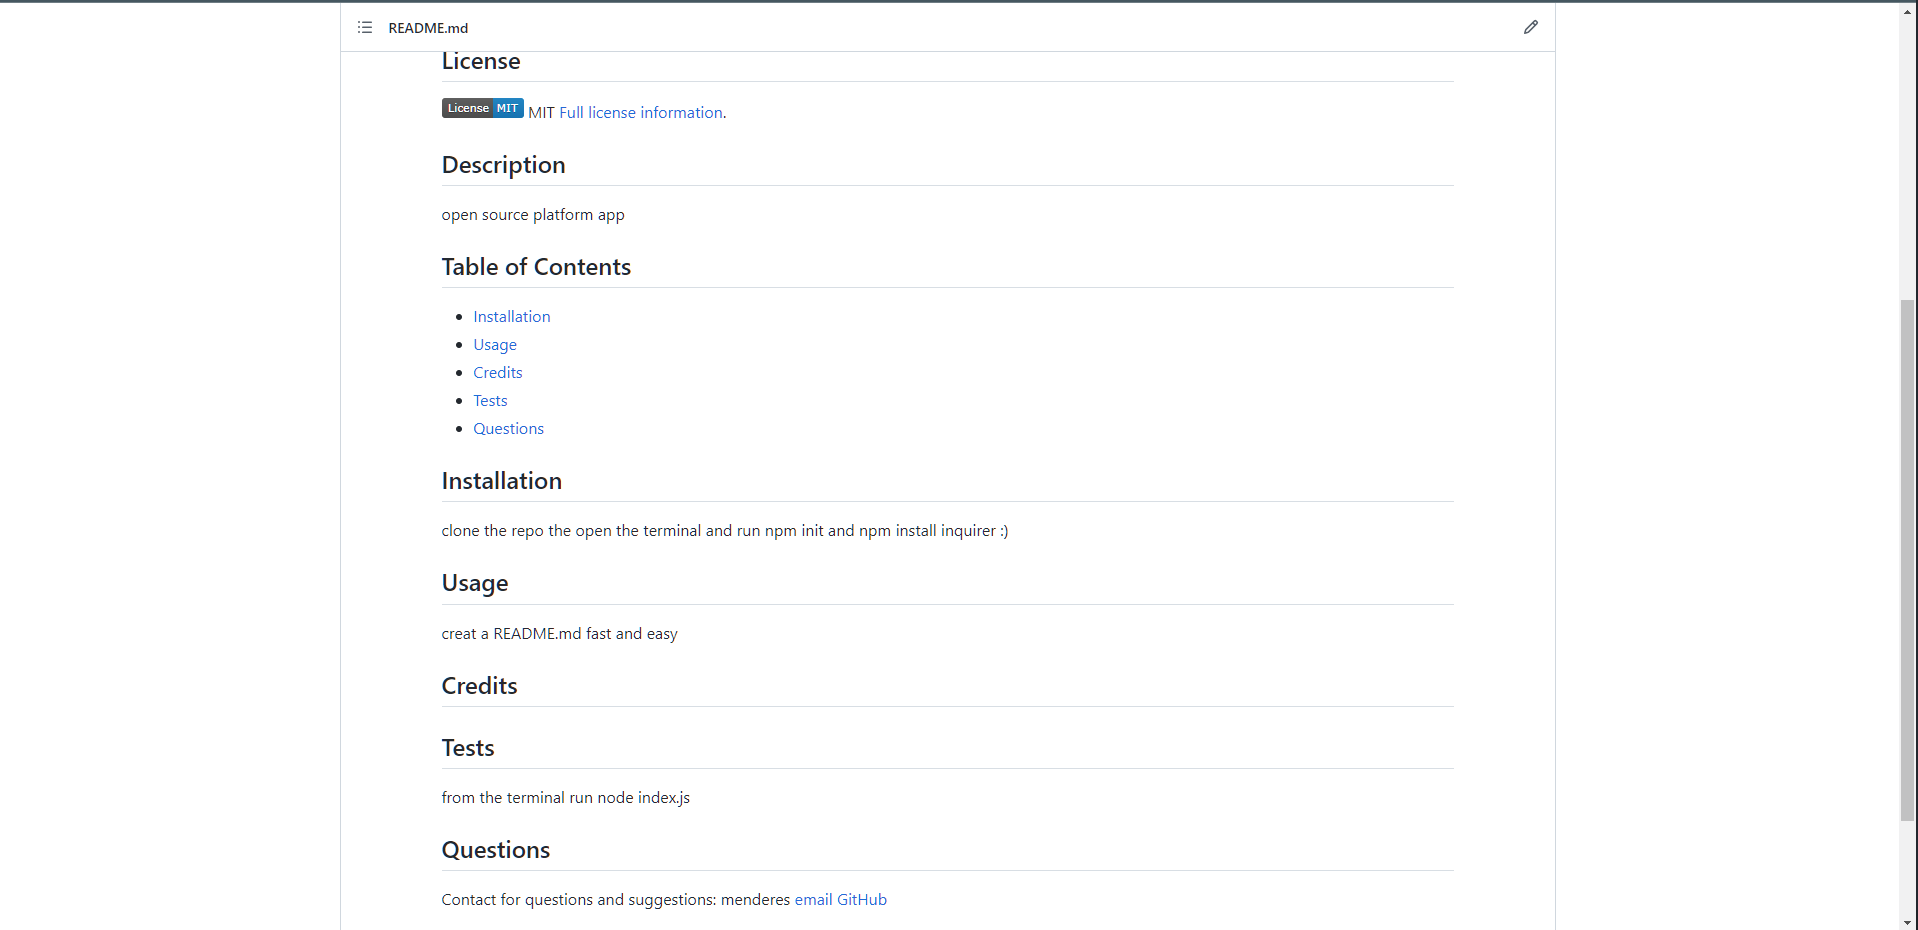 README.md
License
License MIT MIT Full license information.
Description
open source platform app
Table of Contents
Installation
Usage
Credits
Tests
Questions
Installation
clone the repo the open the terminal and run npm init and npm install inquirer :)
Usage
creat a README.md fast and easy
Credits
Tests
from the terminal run node index.js
Questions
Contact for questions and suggestions: menderes email GitHub